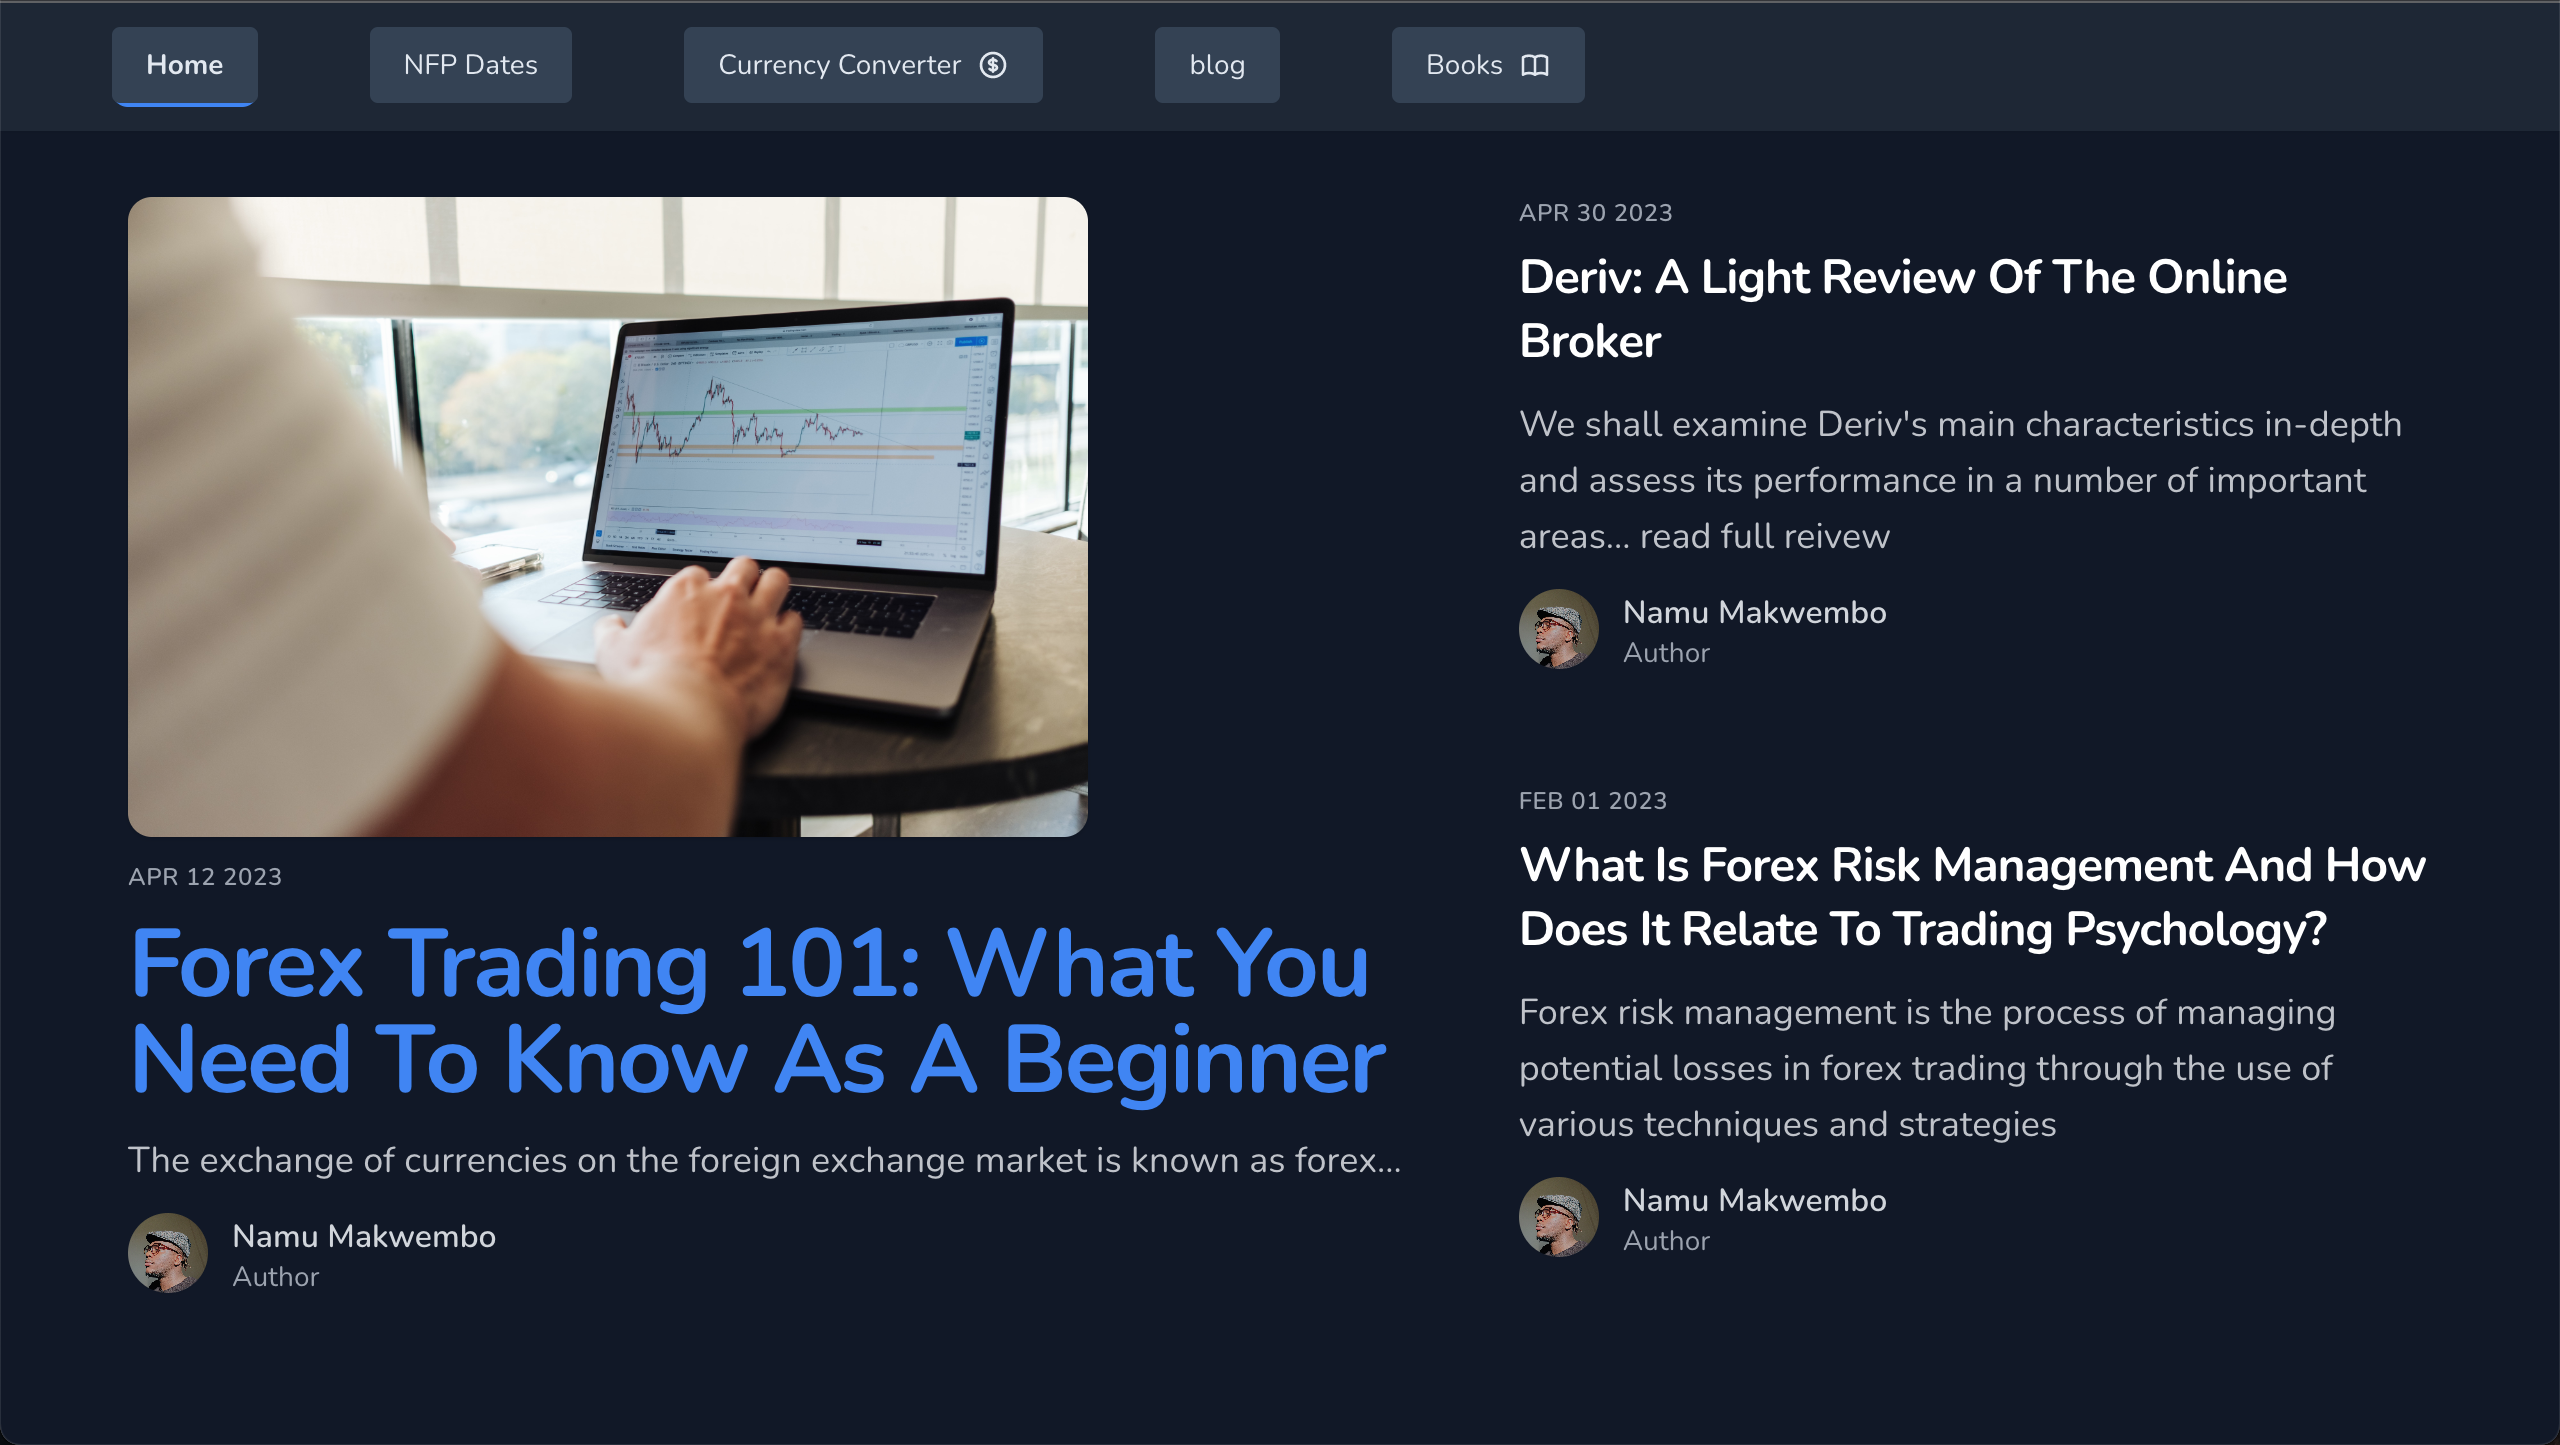 Home
NFP Dates
Currency Converter
blog
Books
APR 12 2023
Forex Trading 101: What You
Need To Know As A Beginner
The exchange of currencies on the foreign exchange market is known as forex...
Namu Makwembo
Author
APR 30 2023
Deriv: A Light Review Of The Online
Broker
We shall examine Deriv's main characteristics in-depth
and assess its performance in a number of important
areas... read full reivew
Namu Makwembo
Author
FEB 01 2023
What Is Forex Risk Management And How
Does It Relate To Trading Psychology?
Forex risk management is the process of managing
potential losses in forex trading through the use of
various techniques and strategies
Namu Makwembo
Author